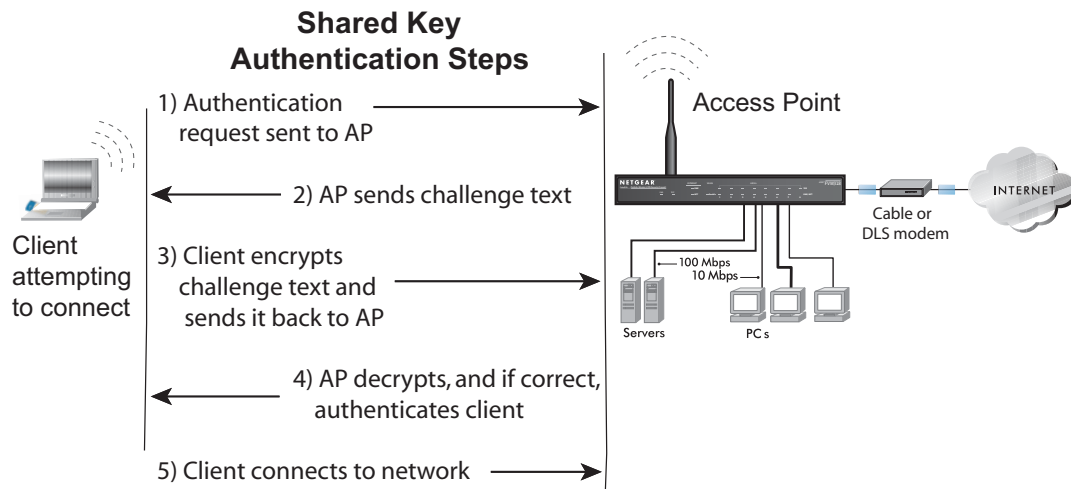 Shared Key
Authentication Steps
1) Authentication
request sent to AP
2) AP sends challenge text
3) Client encrypts
challenge text and
sends it back to AP
4) AP decrypts, and if correct,
authenticates client
5) Client connects to network
Client
attempting
to connect
Access Point
NETGEAR
INTERNET
Cable or
DLS modem
100 Mbps
10 Mbps
Servers
PCs